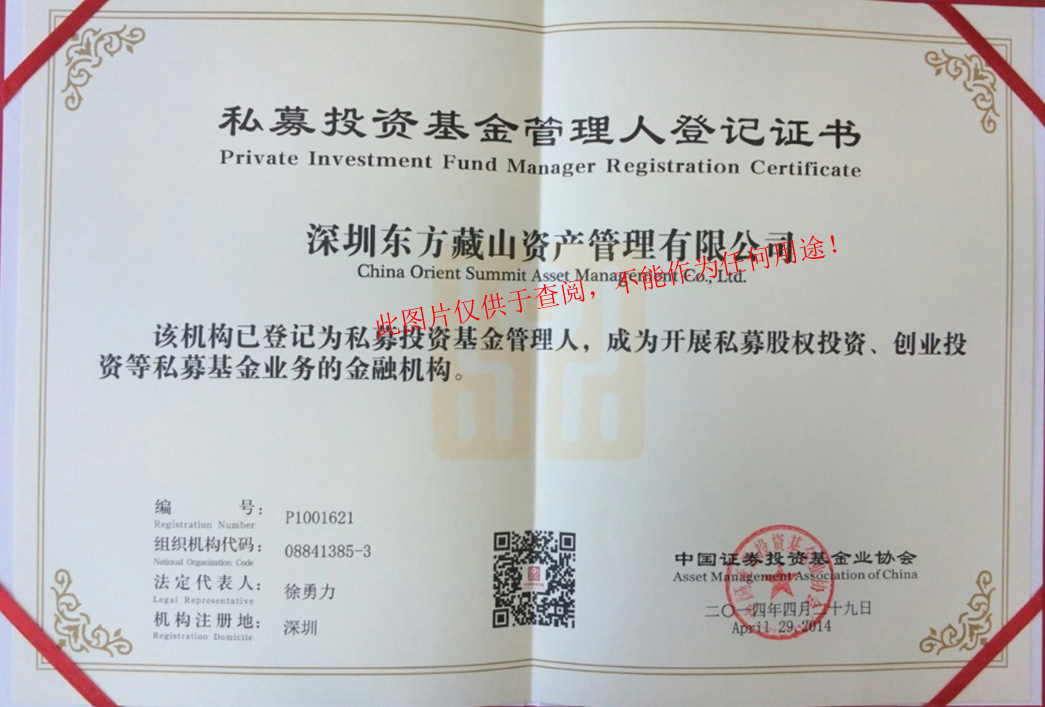 私募投资基金管理人登记证书
Private Investment Fund Manager Registration Certificate
深圳东方藏山资产管理有限公司
China Orient Summit Asset Management Co., Ltd.
此图片仅供于查阅，不能作为任何用途！
该机构已登记为私募投资基金管理人，成为开展私募股权投资、创业投
资等私募基金业务的金融机构。
编 号： P1001621
Registration Number
组织机构代码： 08841385-3
National Organization Code
法定代表人： 徐勇力
Legal Representative
机构注册地： 深圳
Registration Domicile
中国证券投资基金业协会
Asset Management Association of China
二〇一四年四月二十九日
April 29, 2014